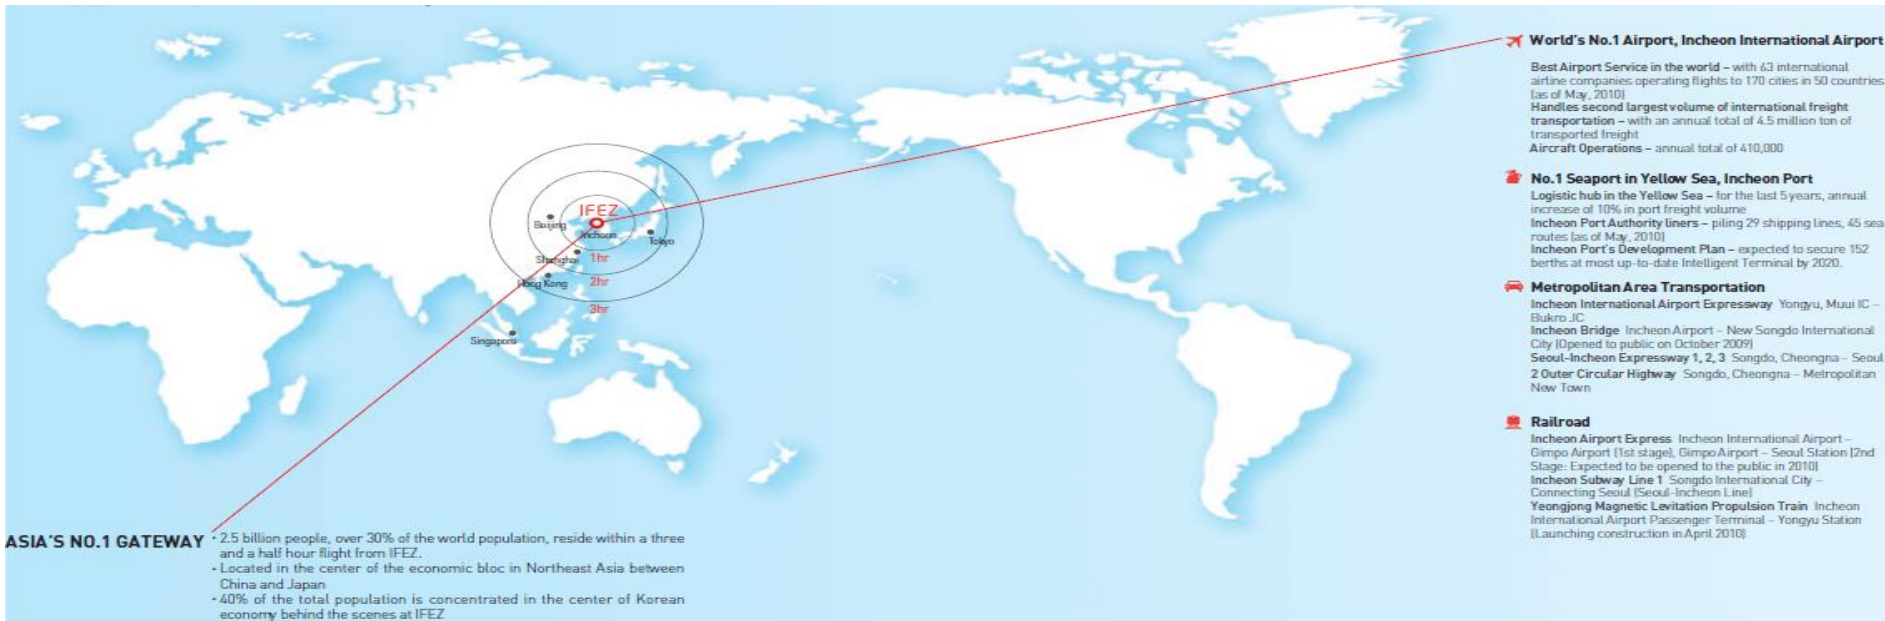 World's No.1 Airport, Incheon International Airport
Best Airport Service in the world – with 63 international
airline companies operating flights to 170 cities in 50 countries
(as of May, 2010)
Handles second largest volume of international freight
transportation – with an annual total of 4.5 million ton of
transported freight
Aircraft Operations – annual total of 410,000
No.1 Seaport in Yellow Sea, Incheon Port
Logistic hub in the Yellow Sea – for the last 5 years, annual
increase of 10% in port freight volume
Incheon Port Authority liners – piling 29 shipping lines, 45 sea
routes (as of May, 2010)
Incheon Port's Development Plan – expected to secure 152
berths at most up-to-date Intelligent Terminal by 2020.
Metropolitan Area Transportation
Incheon International Airport Expressway Yongyu, Muui IC –
Bukro JC
Incheon Bridge Incheon Airport – New Songdo International
City (Opened to public on October 2009)
Seoul-Incheon Expressway 1, 2, 3 Songdo, Cheongna – Seoul
2 Outer Circular Highway Songdo, Cheongna – Metropolitan
New Town
Railroad
Incheon Airport Express Incheon International Airport –
Gimpo Airport (1st stage), Gimpo Airport – Seoul Station (2nd
Stage: Expected to be opened to the public in 2010)
Incheon Subway Line 1 Songdo International City –
Connecting Seoul (Seoul-Incheon Line)
Yeongjong Magnetic Levitation Propulsion Train Incheon
International Airport Passenger Terminal – Yongyu Station
(Launching construction in April 2010)
IFEZ
Beijing
Incheon
Tokyo
Shanghai
1hr
Hong Kong
2hr
3hr
Singapore
ASIA'S NO.1 GATEWAY
· 2.5 billion people, over 30% of the world population, reside within a three
and a half hour flight from IFEZ.
· Located in the center of the economic bloc in Northeast Asia between
China and Japan
· 40% of the total population is concentrated in the center of Korean
economy behind the scenes at IFEZ